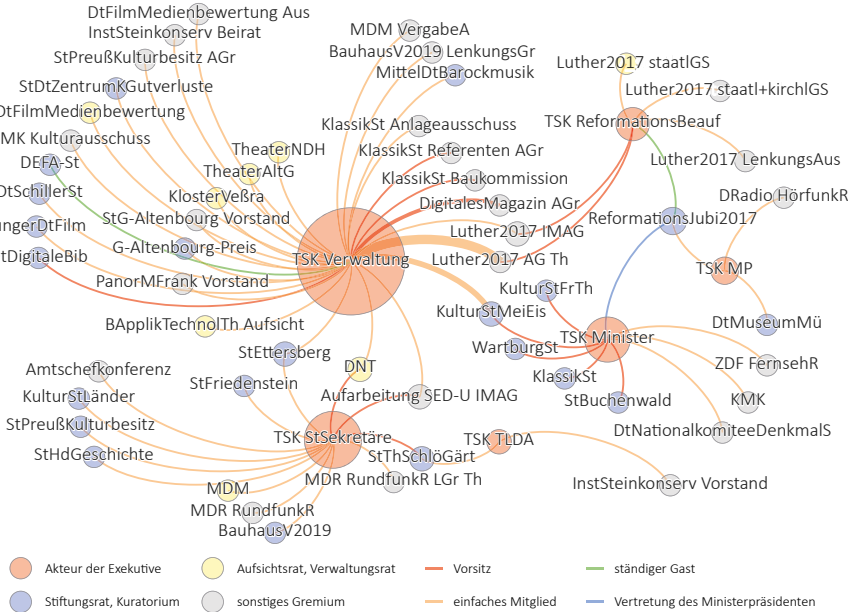 DtFilmMedienbewertung Aus
InstSteinkonserv Beirat
StPreußKulturbesitz AGr
StDtZentrumKGutverluste
DtFilmMedienbewertung
MK Kulturausschuss
DEFA-St
DtSchillerSt
ungerDtFilm
tDigitaleBib
TheaterNDH
TheaterAltG
KlosterVeßra
StG-Altenbourg Vorstand
G-Altenbourg-Preis
PanorMFrank Vorstand
BApplikTechnolTh Aufsicht
MDM VergabeA
BauhausV2019 LenkungsGr
MittelDtBarockmusik
KlassikSt Anlageausschuss
KlassikSt Referenten AGr
KlassikSt Baukommission
DigitalesMagazin AGr
Luther2017 IMAG
Luther2017 AG Th
TSK Verwaltung
Luther2017 staatlGS
Luther2017 staatl+kirchlGS
TSK ReformationsBeauf
Luther2017 LenkungsAus
DRadio HörfunkR
ReformationsJubi2017
TSK MP
DtMuseumMü
KulturStFrTh
KulturStMeiEis
TSK Minister
WartburgSt
KlassikSt
StBuchenwald
ZDF FernsehR
KMK
DtNationalkomiteeDenkmalS
StEttersberg
DNT
StFriedenstein
Aufarbeitung SED-U IMAG
Amtschefkonferenz
KulturStLänder
StPreußKulturbesitz
StHdGeschichte
TSK StSekretäre
TSK TLDA
StThSchlöGärt
MDR RundfunkR LGr Th
InstSteinkonserv Vorstand
MDM
MDR RundfunkR
BauhausV2019
Akteur der Exekutive
Aufsichtsrat, Verwaltungsrat
Vorsitz
ständiger Gast
Stiftungsrat, Kuratorium
sonstiges Gremium
einfaches Mitglied
Vertretung des Ministerpräsidenten